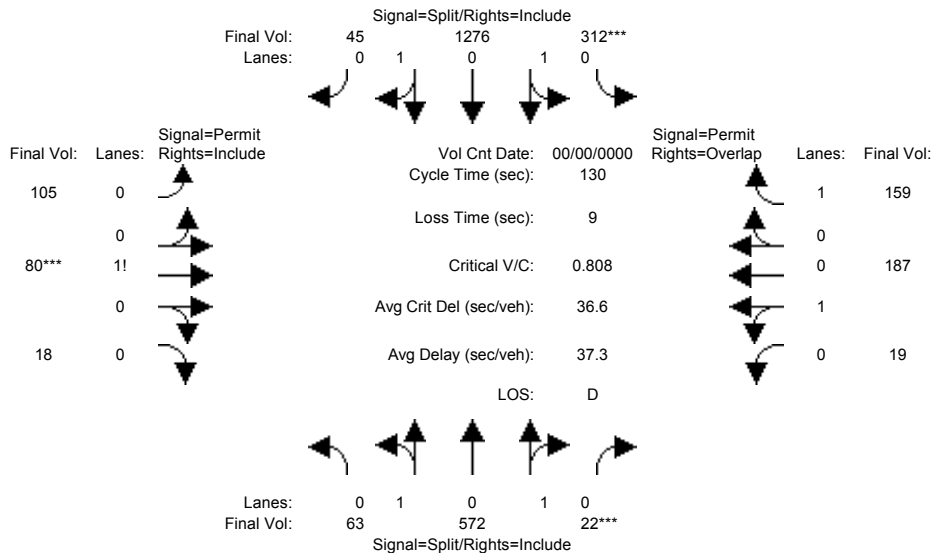 Signal=Split/Rights=Include
Final Vol: 45 1276 312***
Lanes: 0 1 0 1 0
Signal=Permit
Final Vol: Lanes: Rights=Include
Vol Cnt Date: 00/00/0000
Signal=Permit
Rights=Overlap Lanes: Final Vol:
Cycle Time (sec): 130
105 0
1 159
Loss Time (sec): 9
0
0
80*** 1!
Critical V/C: 0.808
0 187
0
Avg Crit Del (sec/veh): 36.6
1
18 0
Avg Delay (sec/veh): 37.3
0 19
LOS: D
Lanes: 0 1 0 1 0
Final Vol: 63 572 22***
Signal=Split/Rights=Include